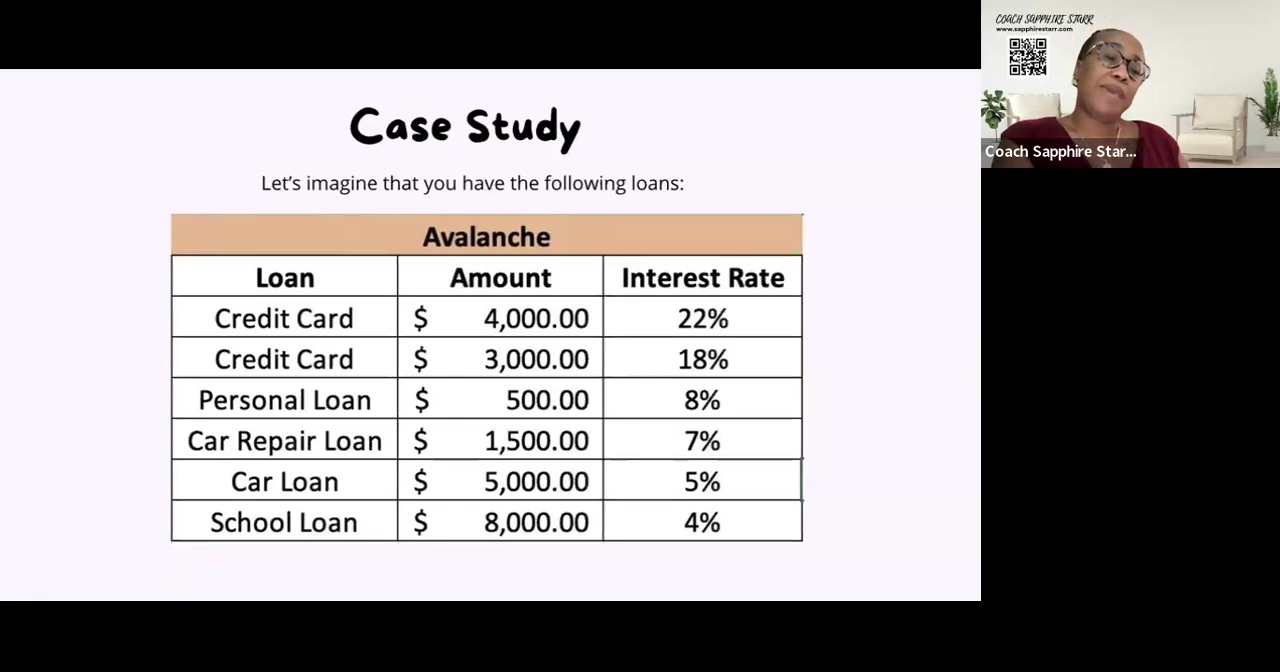 Case Study
Let's imagine that you have the following loans:
Avalanche
Loan Amount Interest Rate
Credit Card $ 4,000.00 22%
Credit Card $ 3,000.00 18%
Personal Loan $ 500.00 8%
Car Repair Loan $ 1,500.00 7%
Car Loan $ 5,000.00 5%
School Loan $ 8,000.00 4%
COACH SAPPHIRE STARR
www.sapphirestarr.com
Coach Sapphire Star...